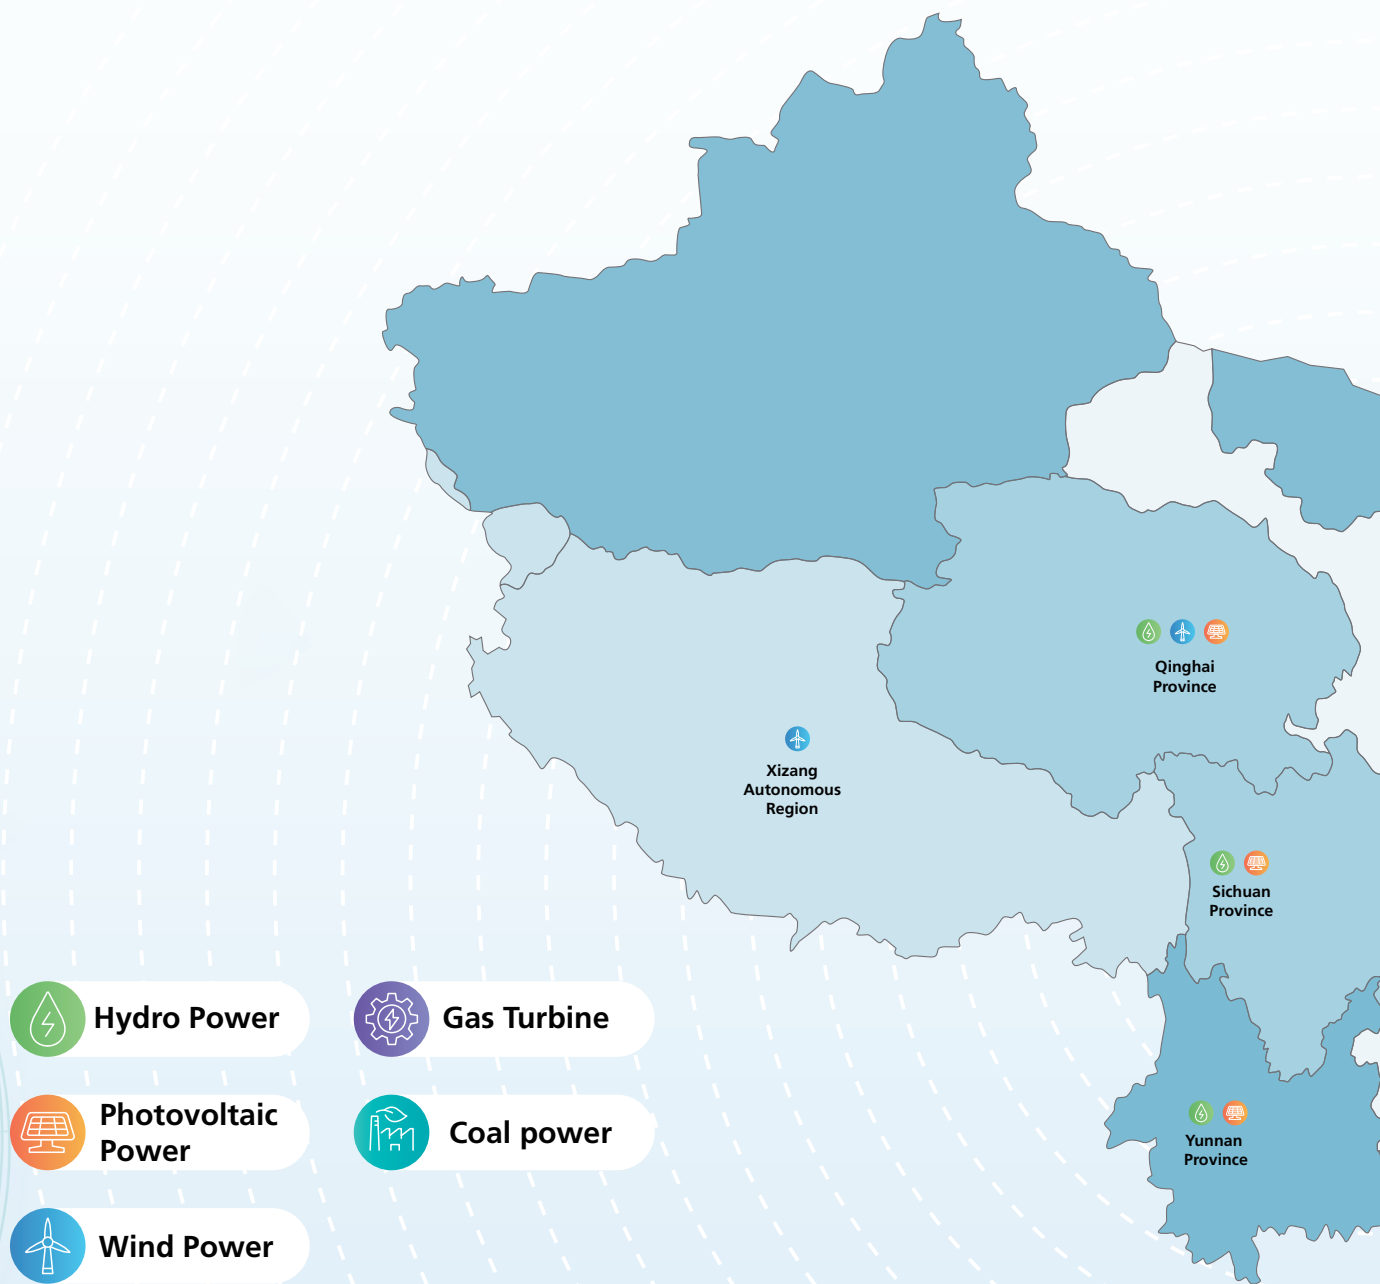 Qinghai
Province
Xizang
Autonomous
Region
Sichuan
Province
Hydro Power
Gas Turbine
Photovoltaic
Power
Coal power
Yunnan
Province
Wind Power